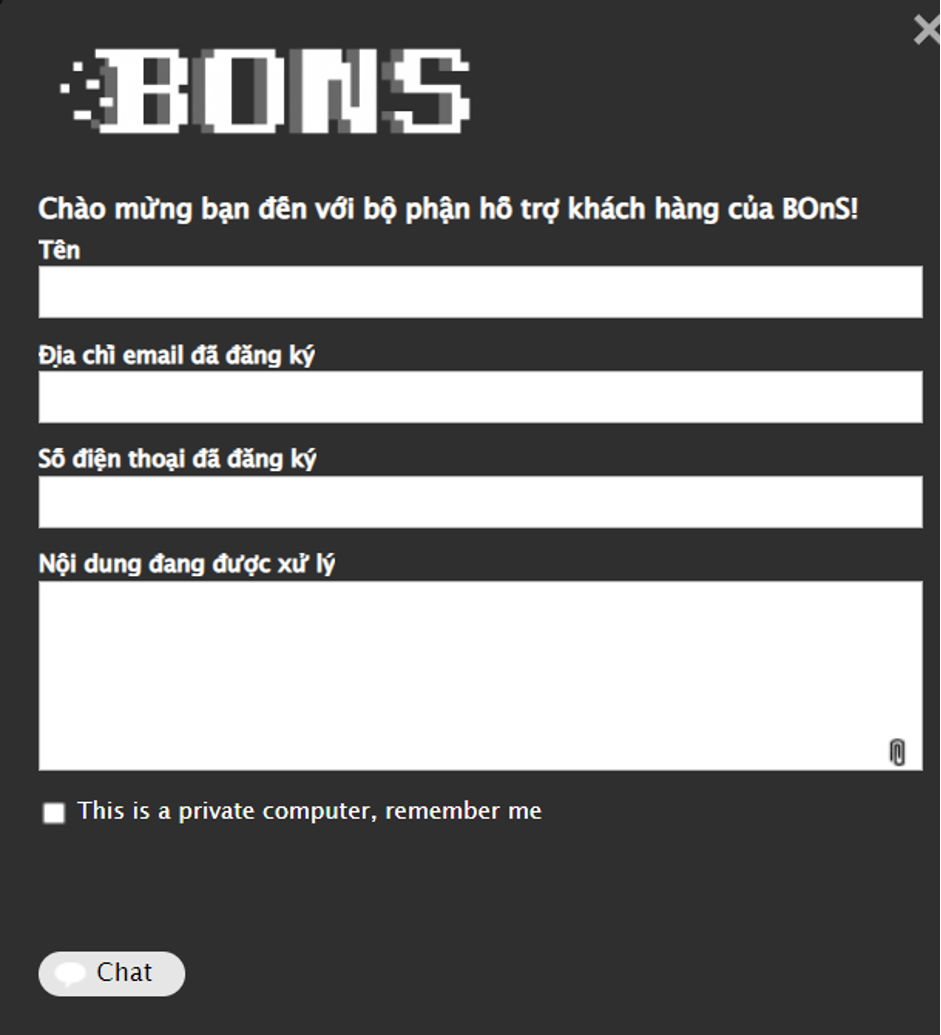 BONS
Chào mừng bạn đến với bộ phận hỗ trợ khách hàng của BOnS!
Tên
Địa chỉ email đã đăng ký
Số điện thoại đã đăng ký
Nội dung đang được xử lý
This is a private computer, remember me
Chat